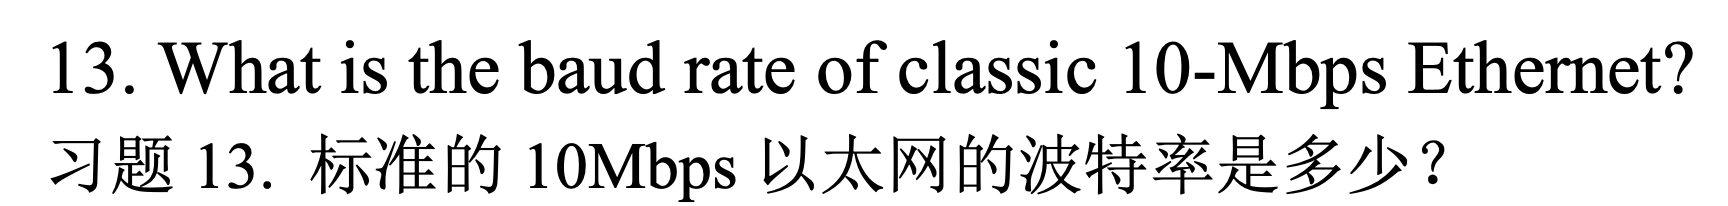 13. What is the baud rate of classic 10-Mbps Ethernet?
习题 13. 标准的 10Mbps 以太网的波特率是多少？